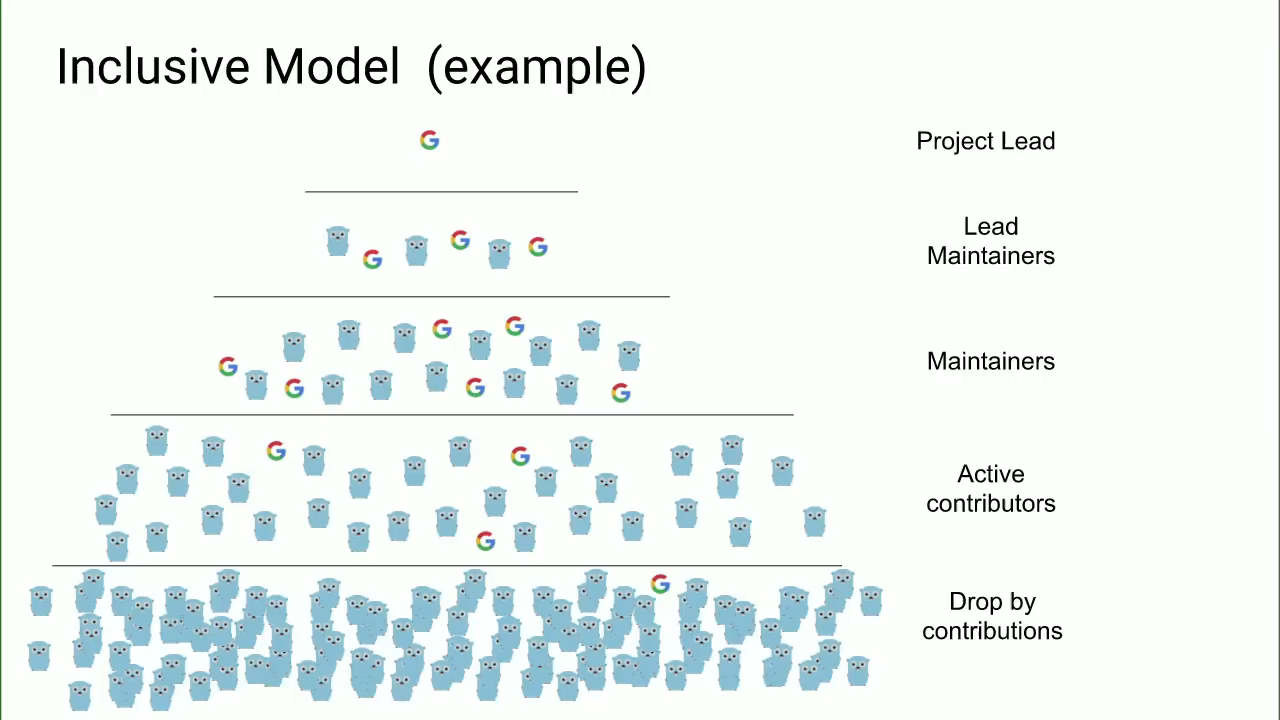 Inclusive Model (example)
Project Lead
Lead
Maintainers
Maintainers
Active
contributors
Drop by
contributions